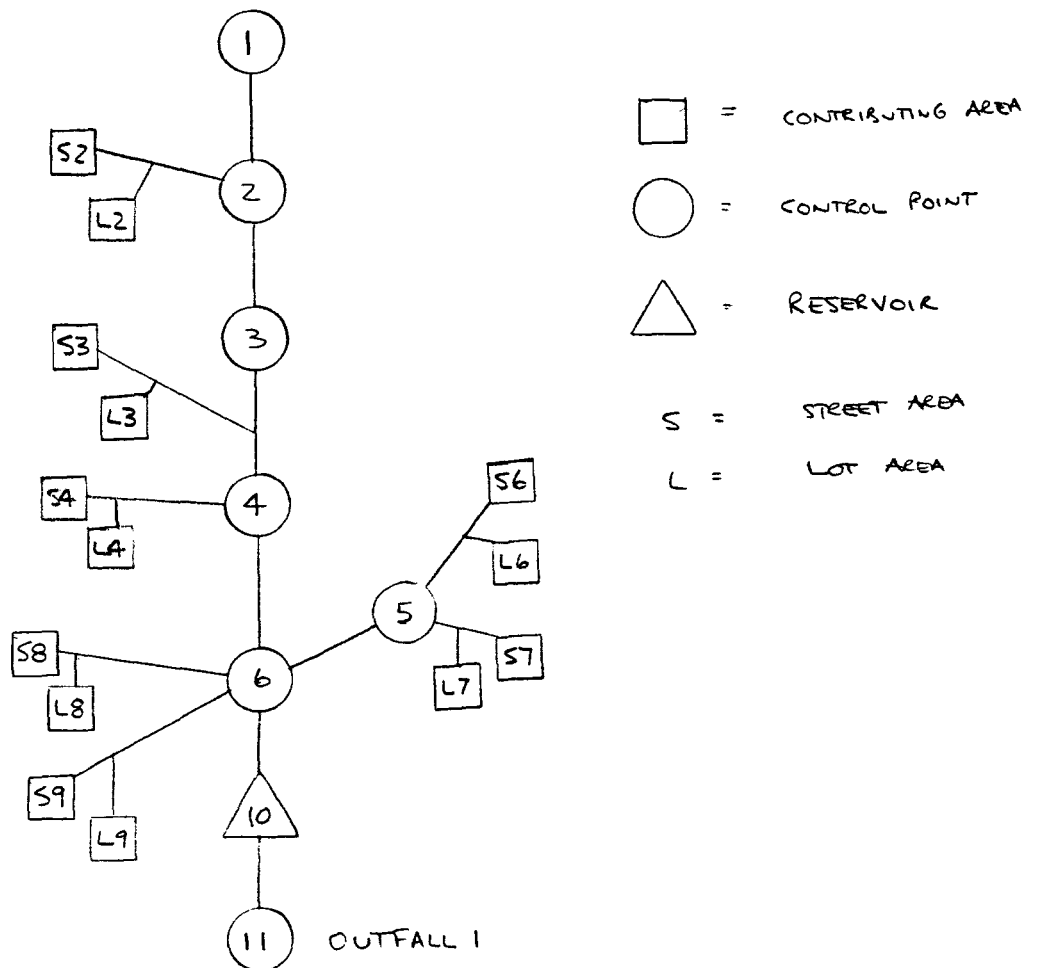 1
S2
L2
2
3
S3
L3
S4
L4
4
S6
L6
5
S7
L7
S8
L8
6
S9
L9
10
11 OUTFALL 1
= CONTRIBUTING AREA
= CONTROL POINT
= RESERVOIR
S = STREET AREA
L = LOT AREA